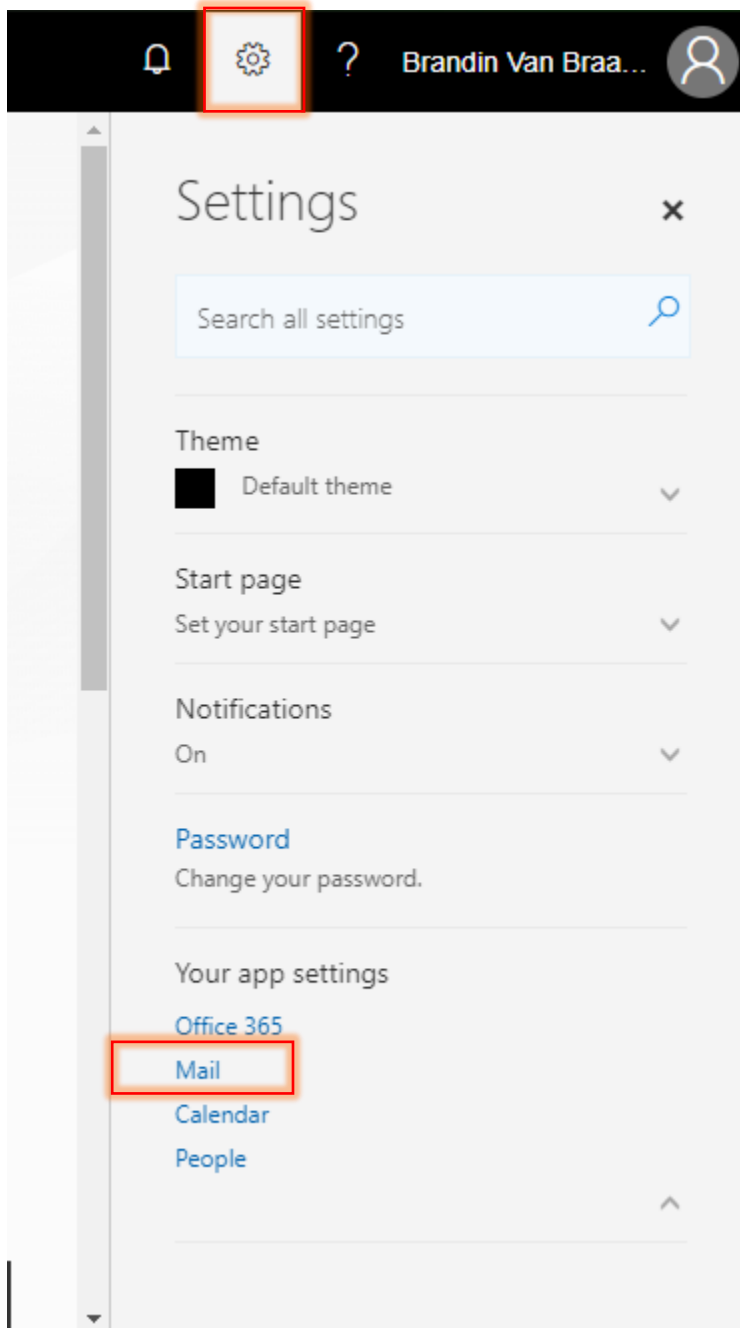 ? Brandin Van Braa...
Settings
Search all settings
Theme
Default theme
Start page
Set your start page
Notifications
On
Password
Change your password.
Your app settings
Office 365
Mail
Calendar
People